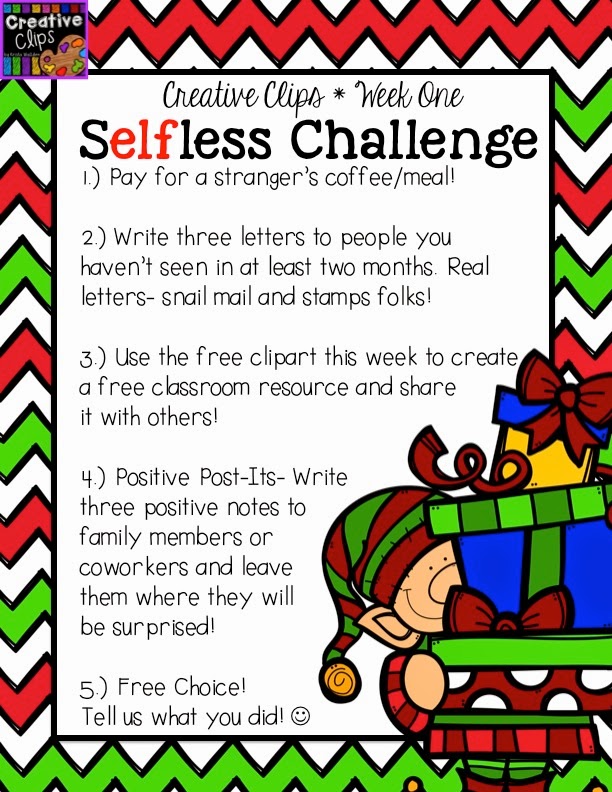 Creative
Clips
Creative Clips * Week One
Selfless Challenge
1.) Pay for a stranger's coffee/meal!
2.) Write three letters to people you
haven't seen in at least two months. Real
letters- snail mail and stamps folks!
3.) Use the free clipart this week to create
a free classroom resource and share
it with others!
4.) Positive Post-Its- Write
three positive notes to
family members or
coworkers and leave
them where they will
be surprised!
5.) Free Choice!
Tell us what you did! ☺